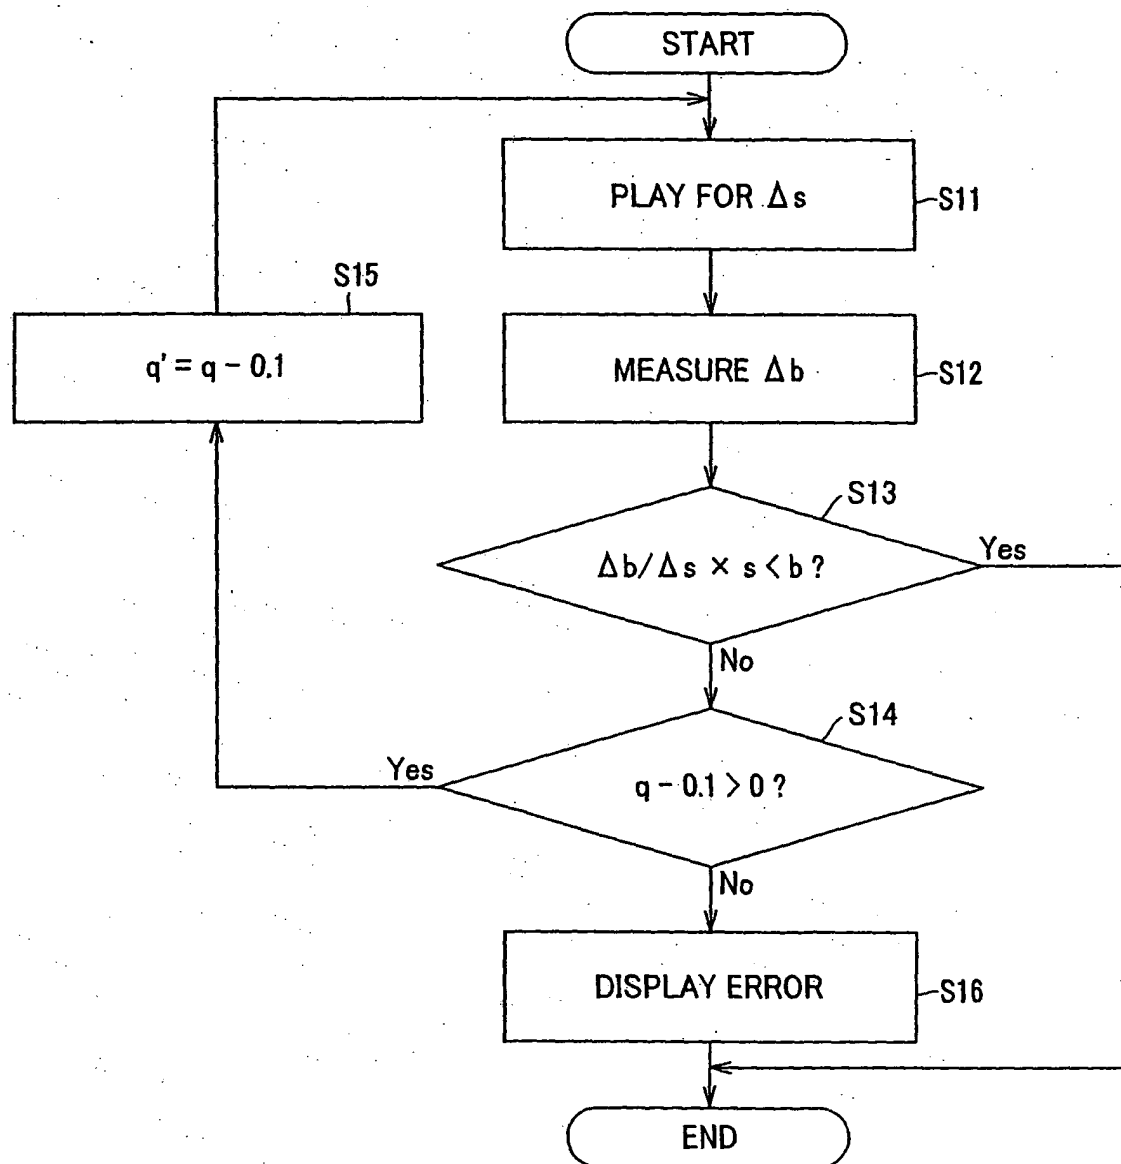 START
PLAY FOR Δs
S11
S15
q' = q - 0.1
MEASURE Δb
S12
S13
Δb/Δs × s < b ?
Yes
No
S14
Yes
q - 0.1 > 0 ?
No
DISPLAY ERROR
S16
END